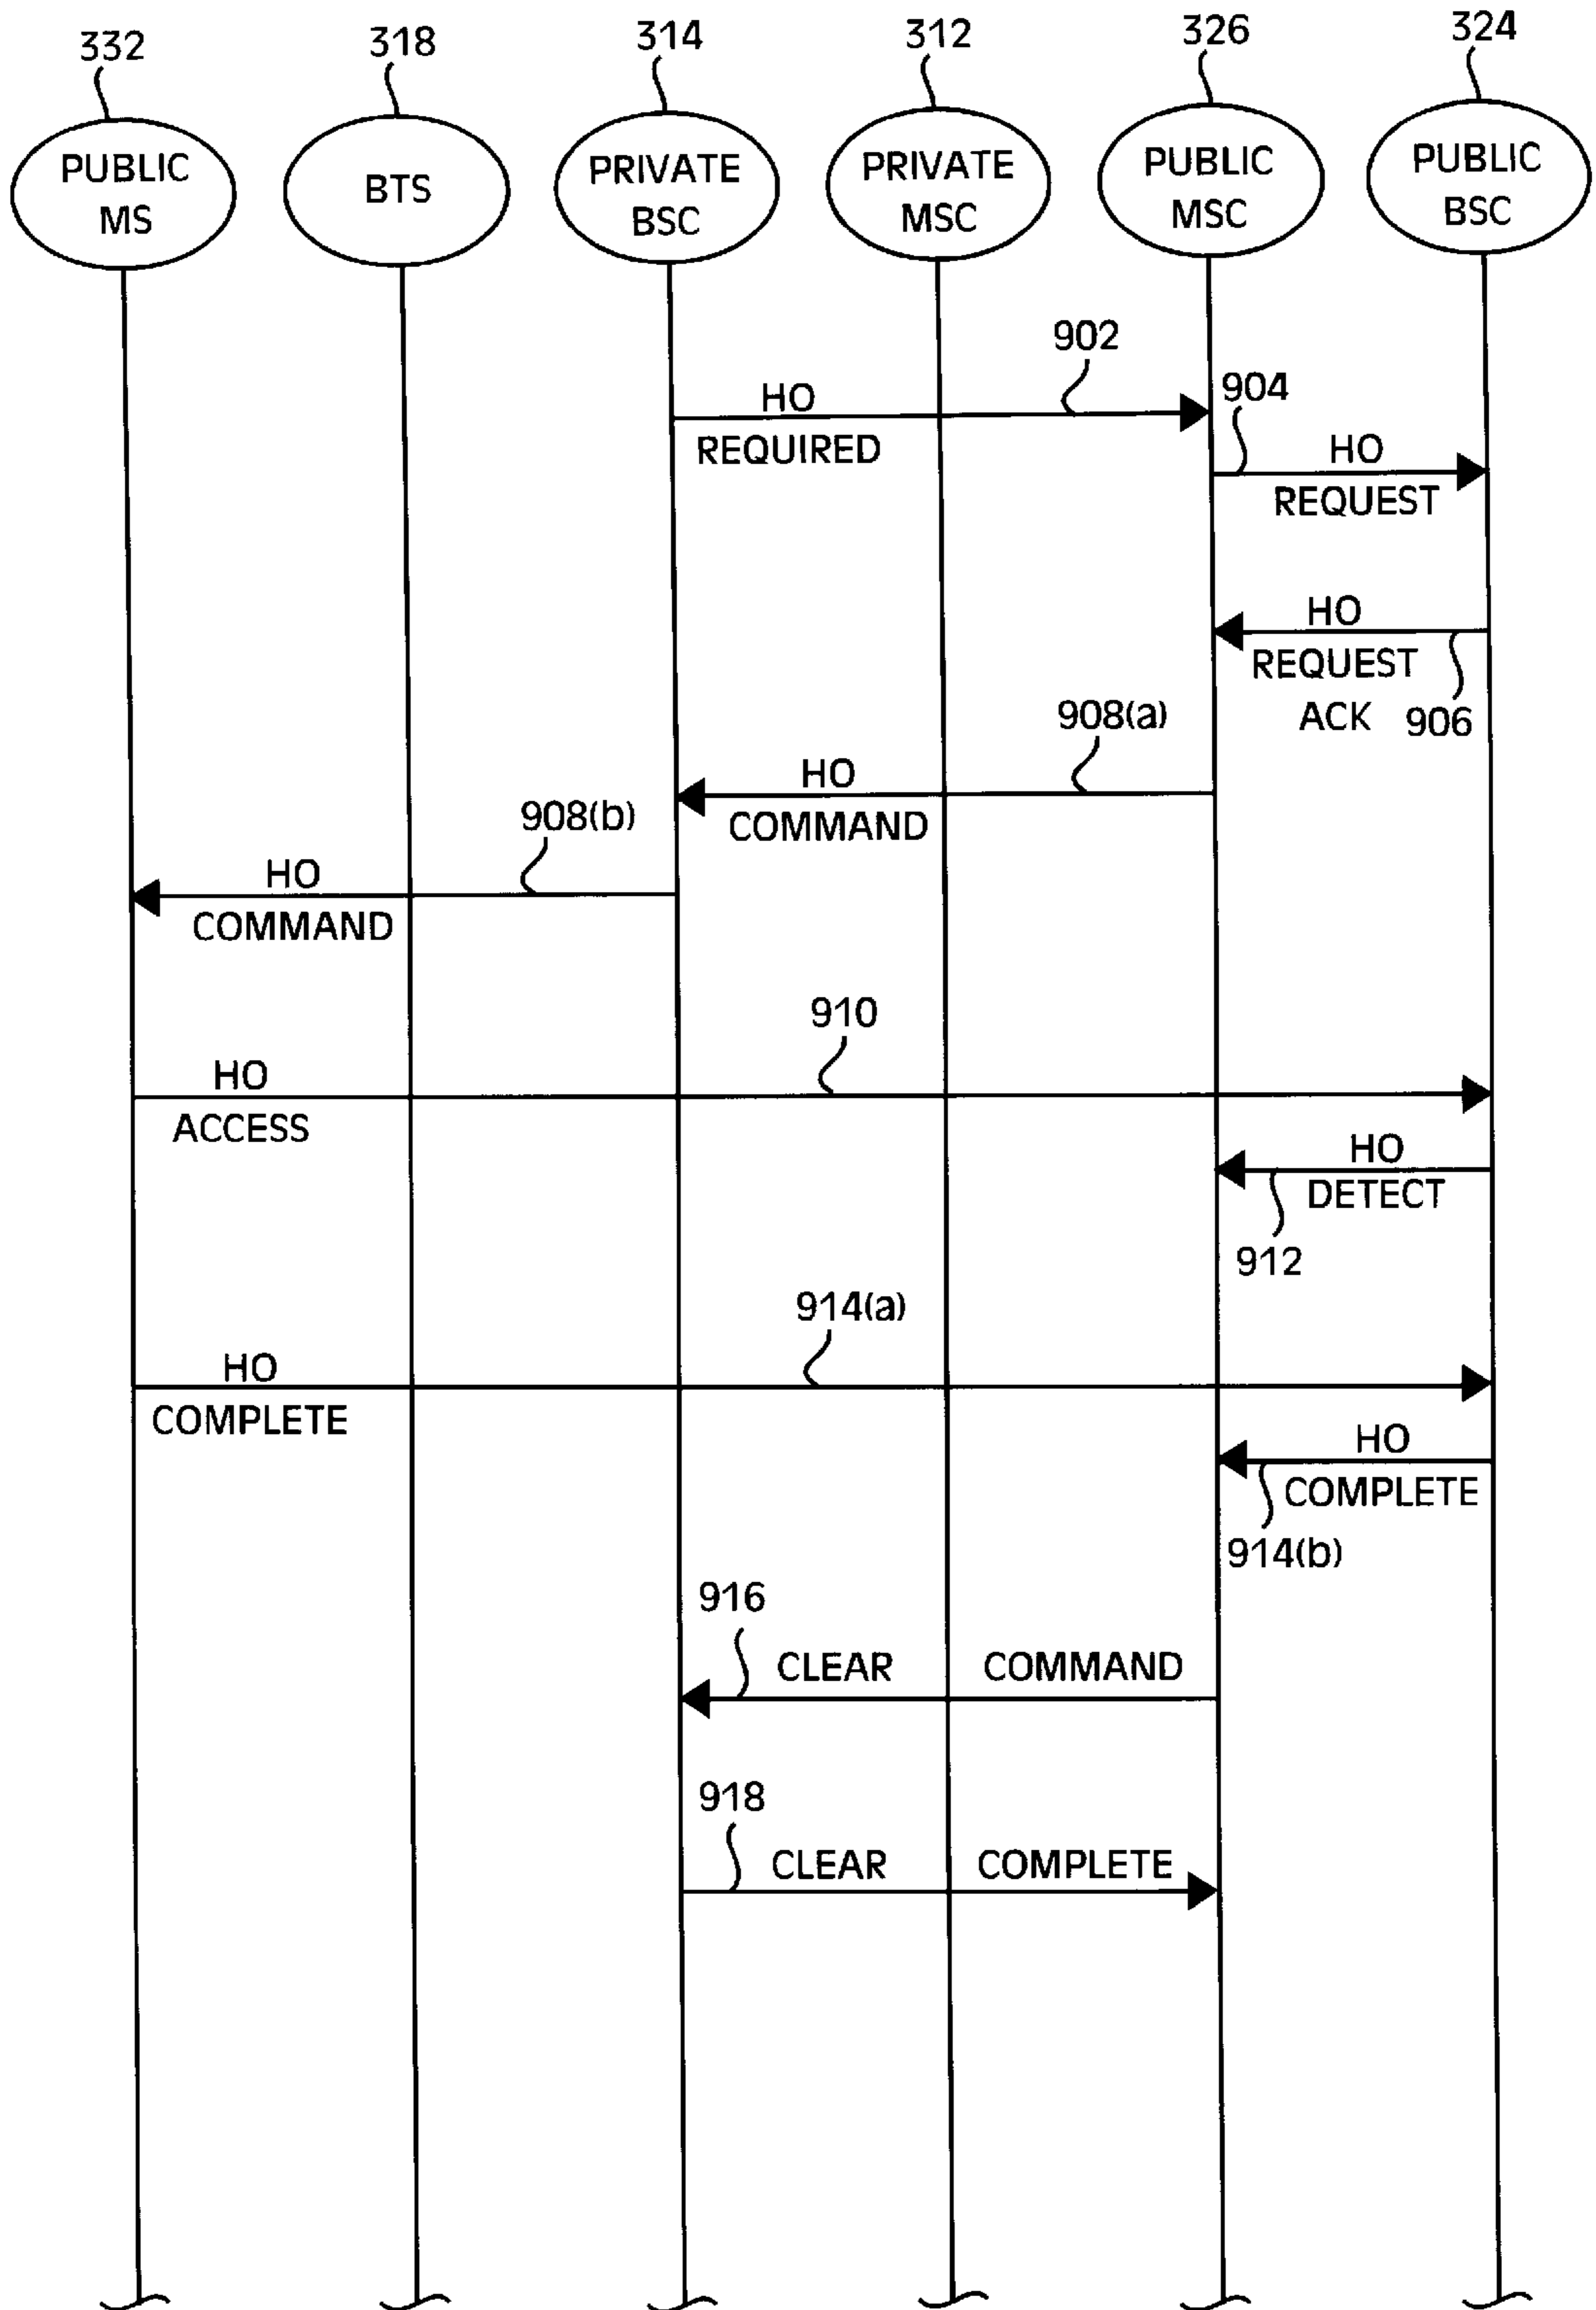 332
318
314
312
326
324
PUBLIC
MS
BTS
PRIVATE
BSC
PRIVATE
MSC
PUBLIC
MSC
PUBLIC
BSC
902
HO
REQUIRED
904
HO
REQUEST
HO
REQUEST
ACK
906
908(a)
HO
COMMAND
908(b)
HO
COMMAND
910
HO
ACCESS
HO
DETECT
912
914(a)
HO
COMPLETE
HO
COMPLETE
914(b)
916
CLEAR COMMAND
918
CLEAR COMPLETE